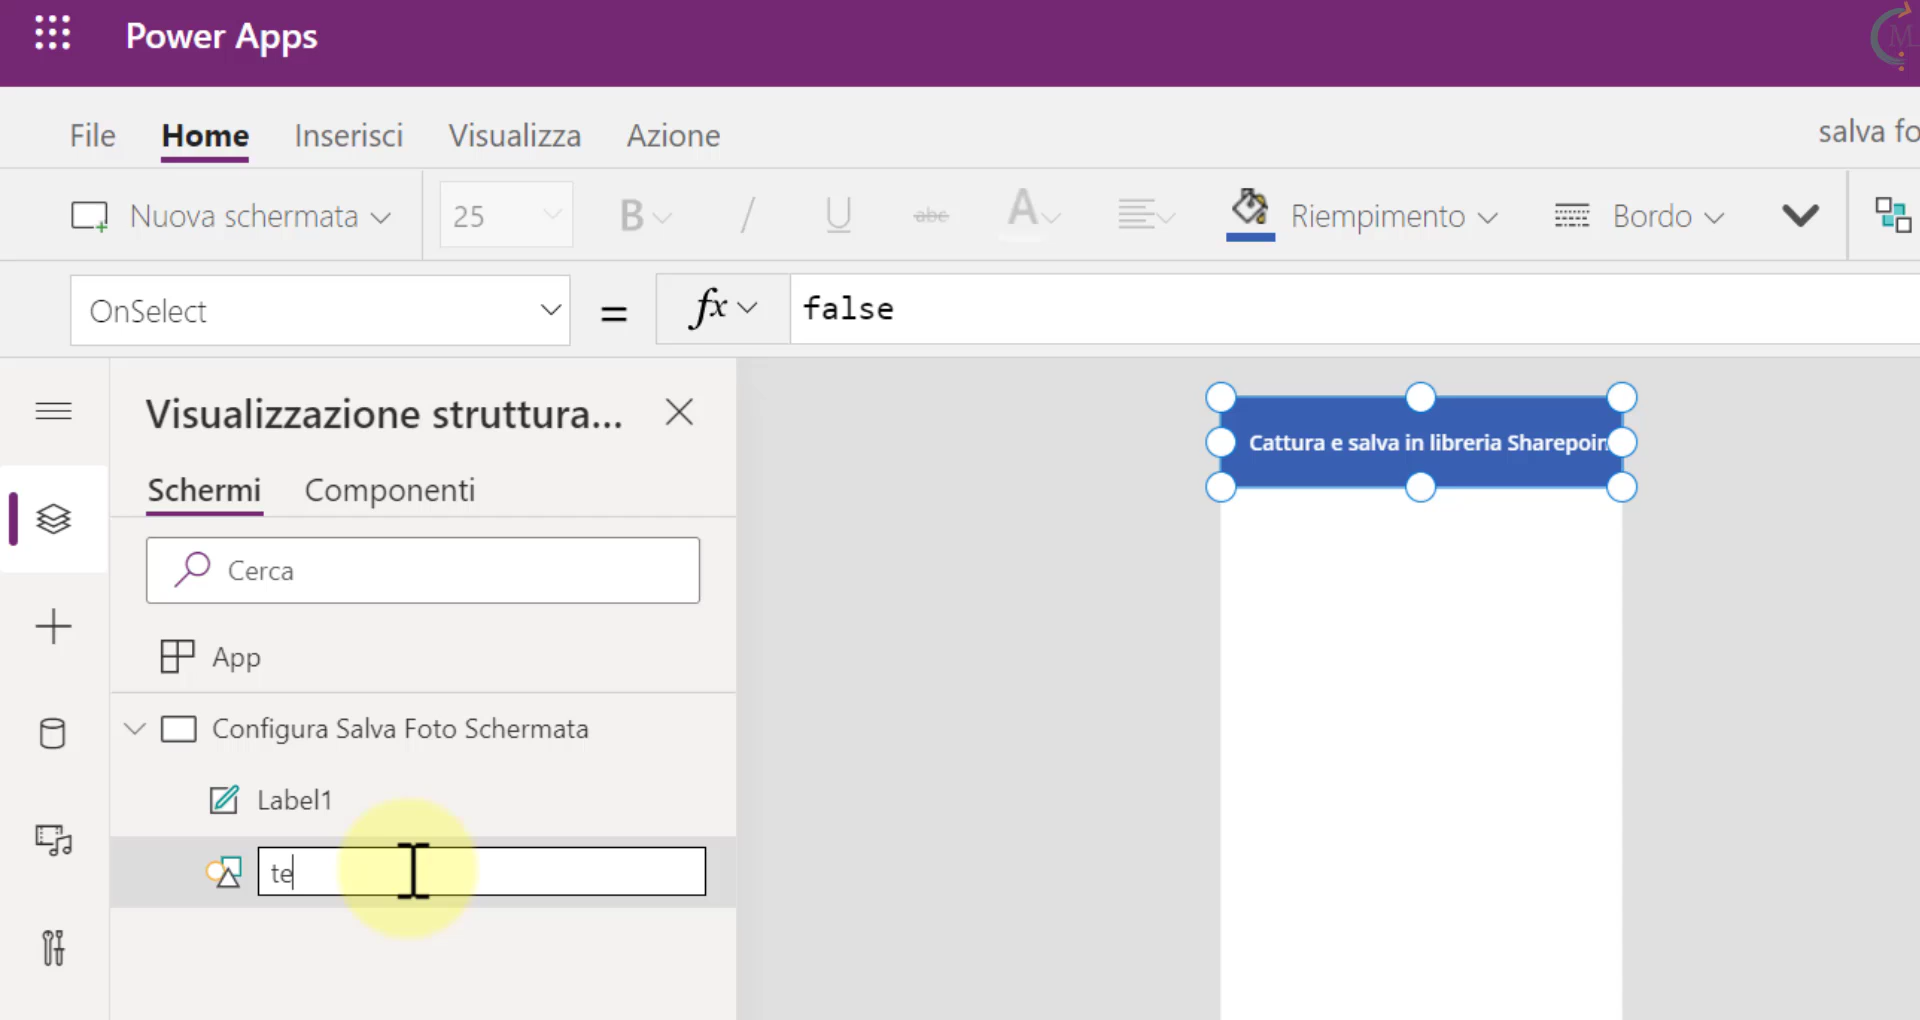 Power Apps
M
File Home Inserisci Visualizza Azione
salva fo
Nuova schermata 25 B / U abc A Riempimento Bordo
OnSelect = fx false
Visualizzazione struttura...
Schermi Componenti
Cerca
App
Configura Salva Foto Schermata
Label1
te
Cattura e salva in libreria Sharepoin